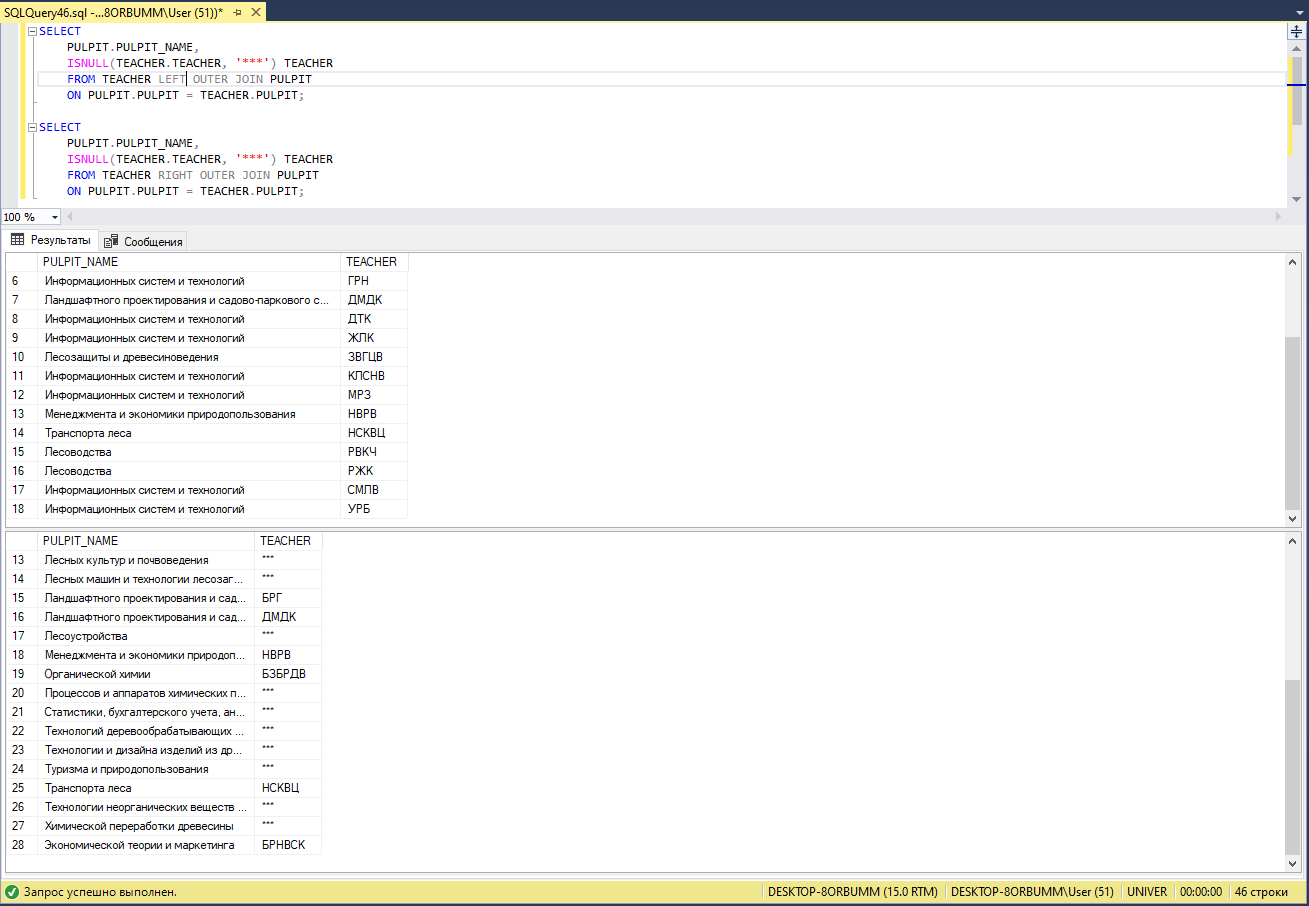 SQLQuery46.sql -...8ORBUMM\User (51))*
SELECT
PULPIT.PULPIT_NAME,
ISNULL(TEACHER.TEACHER, '***') TEACHER
FROM TEACHER LEFT OUTER JOIN PULPIT
ON PULPIT.PULPIT = TEACHER.PULPIT;
SELECT
PULPIT.PULPIT_NAME,
ISNULL(TEACHER.TEACHER, '***') TEACHER
FROM TEACHER RIGHT OUTER JOIN PULPIT
ON PULPIT.PULPIT = TEACHER.PULPIT;
100 %
Результаты Сообщения
PULPIT_NAME TEACHER
6 Информационных систем и технологий ГРН
7 Ландшафтного проектирования и садово-паркового с... ДМДК
8 Информационных систем и технологий ДТК
9 Информационных систем и технологий ЖЛК
10 Лесозащиты и древесиноведения ЗВГЦВ
11 Информационных систем и технологий КЛСНВ
12 Информационных систем и технологий МРЗ
13 Менеджмента и экономики природопользования НВРВ
14 Транспорта леса НСКВЦ
15 Лесоводства РВКЧ
16 Лесоводства РЖК
17 Информационных систем и технологий СМЛВ
18 Информационных систем и технологий УРБ
PULPIT_NAME TEACHER
13 Лесных культур и почвоведения ***
14 Лесных машин и технологии лесозаг... ***
15 Ландшафтного проектирования и сад... БРГ
16 Ландшафтного проектирования и сад... ДМДК
17 Лесоустройства ***
18 Менеджмента и экономики природоп... НВРВ
19 Органической химии БЗБРДВ
20 Процессов и аппаратов химических п... ***
21 Статистики, бухгалтерского учета, ан... ***
22 Технологий деревообрабатывающих ... ***
23 Технологии и дизайна изделий из др... ***
24 Туризма и природопользования ***
25 Транспорта леса НСКВЦ
26 Технологии неорганических веществ ... ***
27 Химической переработки древесины ***
28 Экономической теории и маркетинга БРНВСК
Запрос успешно выполнен. DESKTOP-8ORBUMM (15.0 RTM) DESKTOP-8ORBUMM\User (51) UNIVER 00:00:00 46 строки